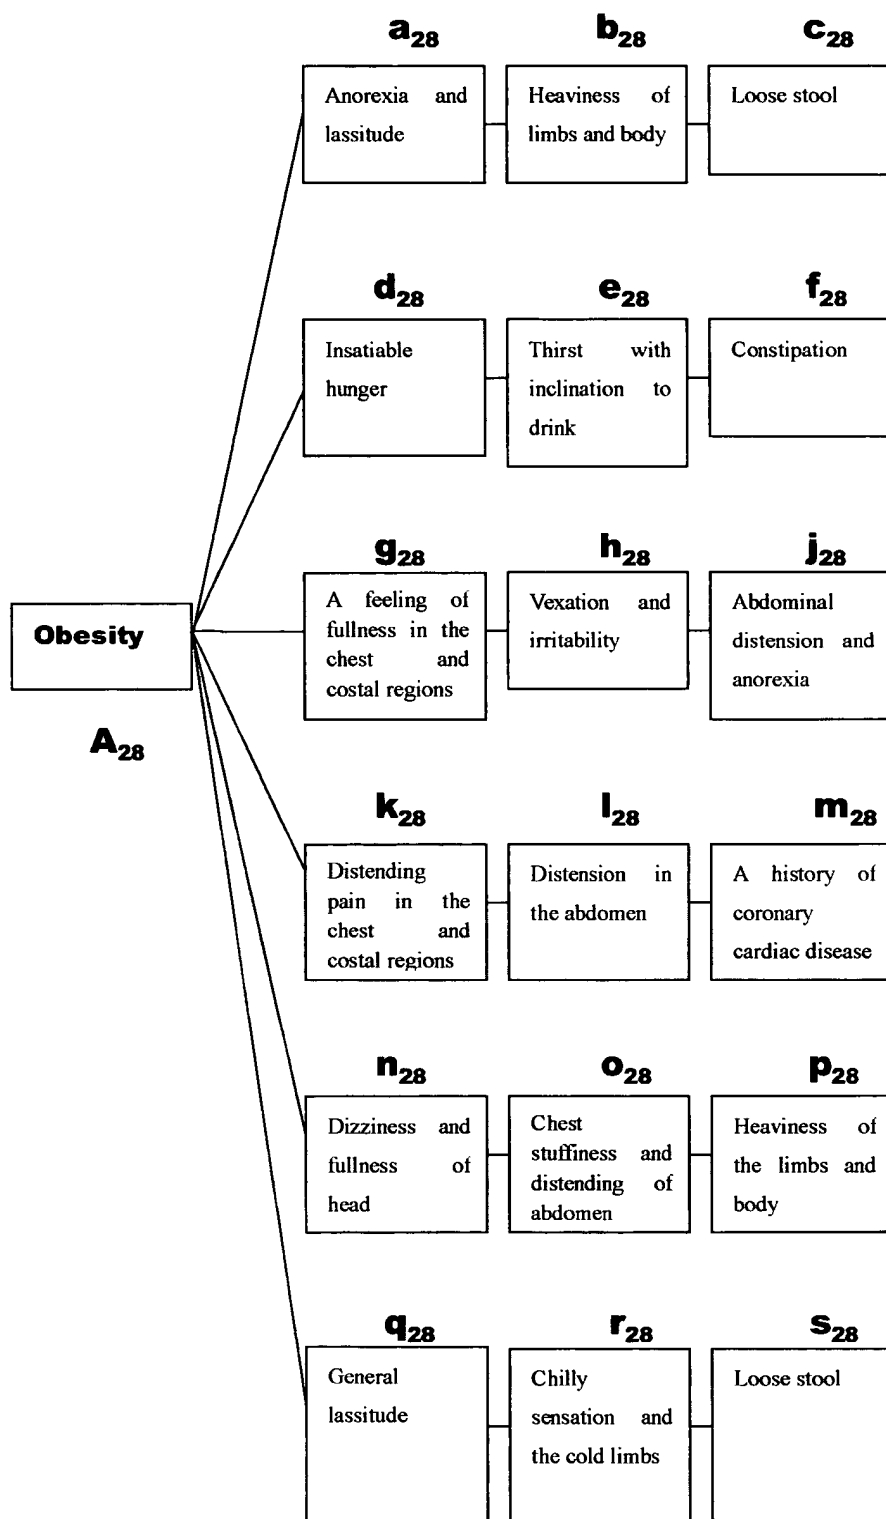 a28 b28 c28
Anorexia and
lassitude
Heaviness of
limbs and body
Loose stool
d28 e28 f28
Insatiable
hunger
Thirst with
inclination to
drink
Constipation
g28 h28 j28
A feeling of
fullness in the
chest and
costal regions
Vexation and
irritability
Abdominal
distension and
anorexia
Obesity
A28
k28 l28 m28
Distending
pain in the
chest and
costal regions
Distension in
the abdomen
A history of
coronary
cardiac disease
n28 o28 p28
Dizziness and
fullness of
head
Chest
stuffiness and
distending of
abdomen
Heaviness of
the limbs and
body
q28 r28 s28
General
lassitude
Chilly
sensation and
the cold limbs
Loose stool